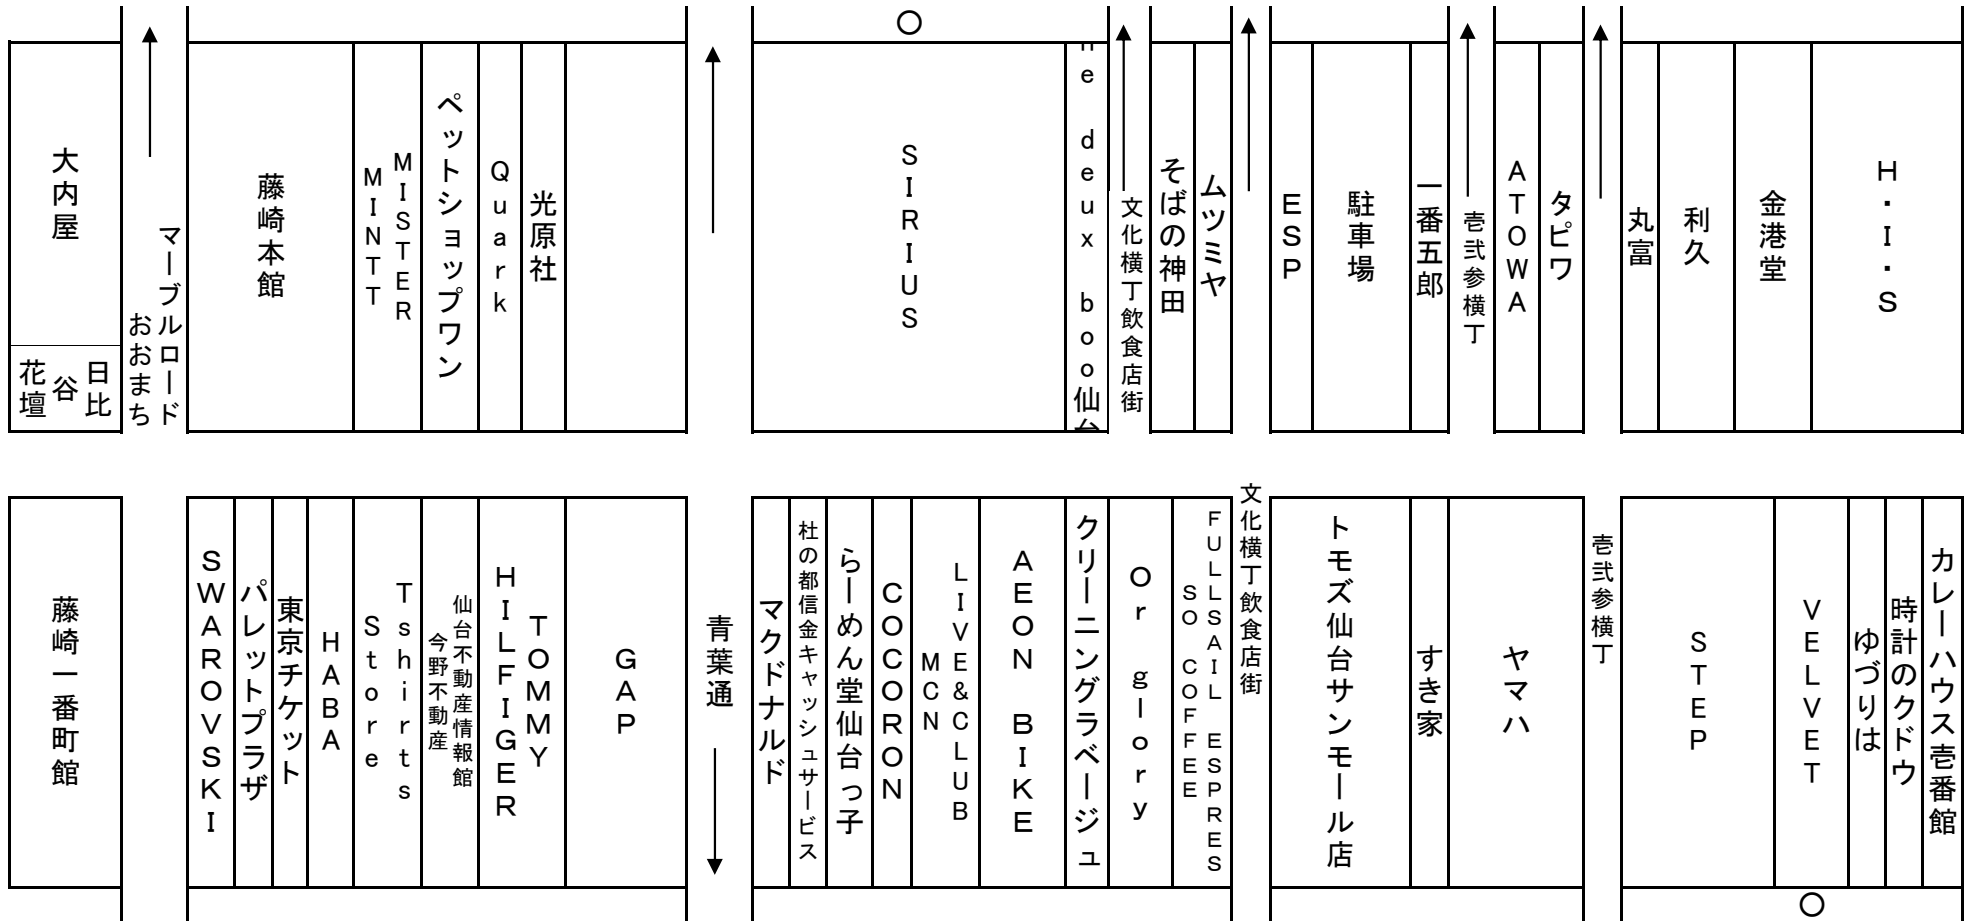 大内屋
日比谷花壇
マーブルロードおおまち
藤崎本館
MISTER
MINT
ペットショップワン
Quark
光原社
SIRIUS
he deux boo仙台
文化横丁飲食店街
そばの神田
ムツミヤ
ESP
駐車場
一番五郎
壱弐参横丁
ATOWA
タピワ
丸富
利久
金港堂
H・I・S
藤崎一番町館
SWAROVSKI
パレットプラザ
東京チケット
HABA
Tshirts
Store
仙台不動産情報館
今野不動産
TOMMY
HILFIGER
GAP
青葉通
マクドナルド
杜の都信金キャッシュサービス
らーめん堂仙台っ子
COCORON
LIVE&CLUB
MCN
AEON BIKE
クリーニングラベージュ
Or glory
FULLSAIL ESPRES
SO COFFEE
文化横丁飲食店街
トモズ仙台サンモール店
すき家
ヤマハ
壱弐参横丁
STEP
VELVET
ゆづりは
時計のクドウ
カレーハウス壱番館